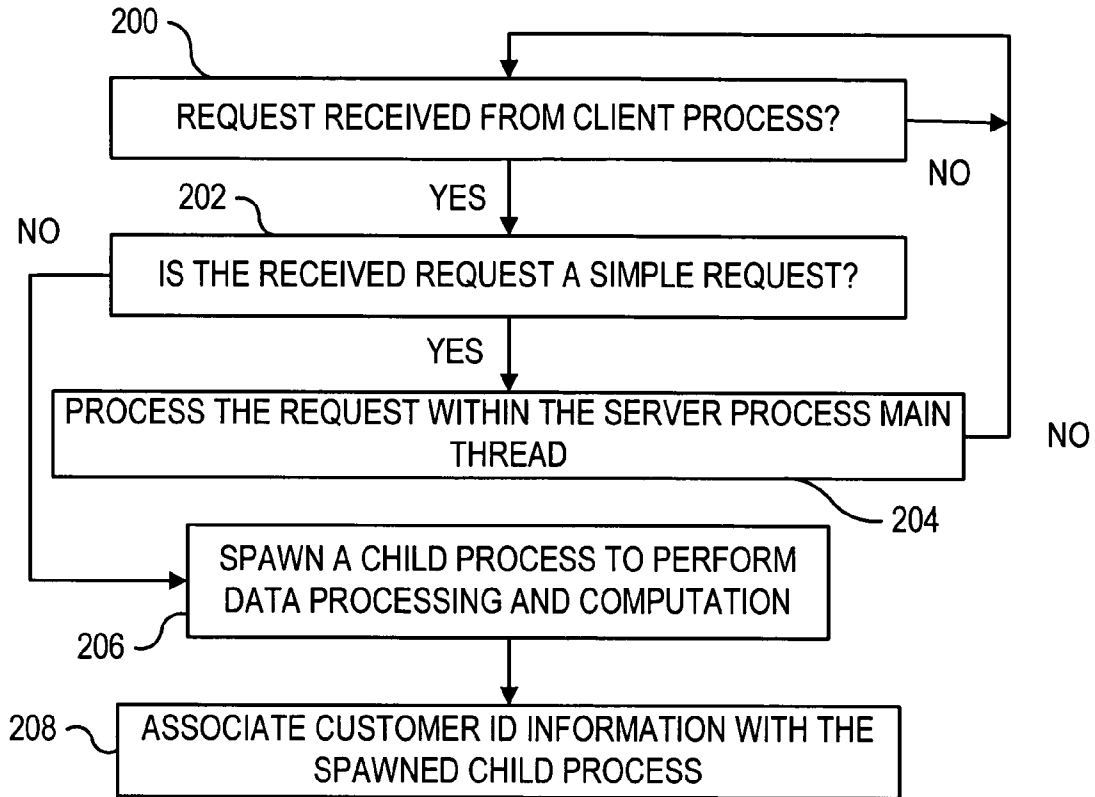 200
REQUEST RECEIVED FROM CLIENT PROCESS?
NO
YES
202
NO
IS THE RECEIVED REQUEST A SIMPLE REQUEST?
YES
PROCESS THE REQUEST WITHIN THE SERVER PROCESS MAIN
THREAD
NO
204
SPAWN A CHILD PROCESS TO PERFORM
DATA PROCESSING AND COMPUTATION
206
208
ASSOCIATE CUSTOMER ID INFORMATION WITH THE
SPAWNED CHILD PROCESS